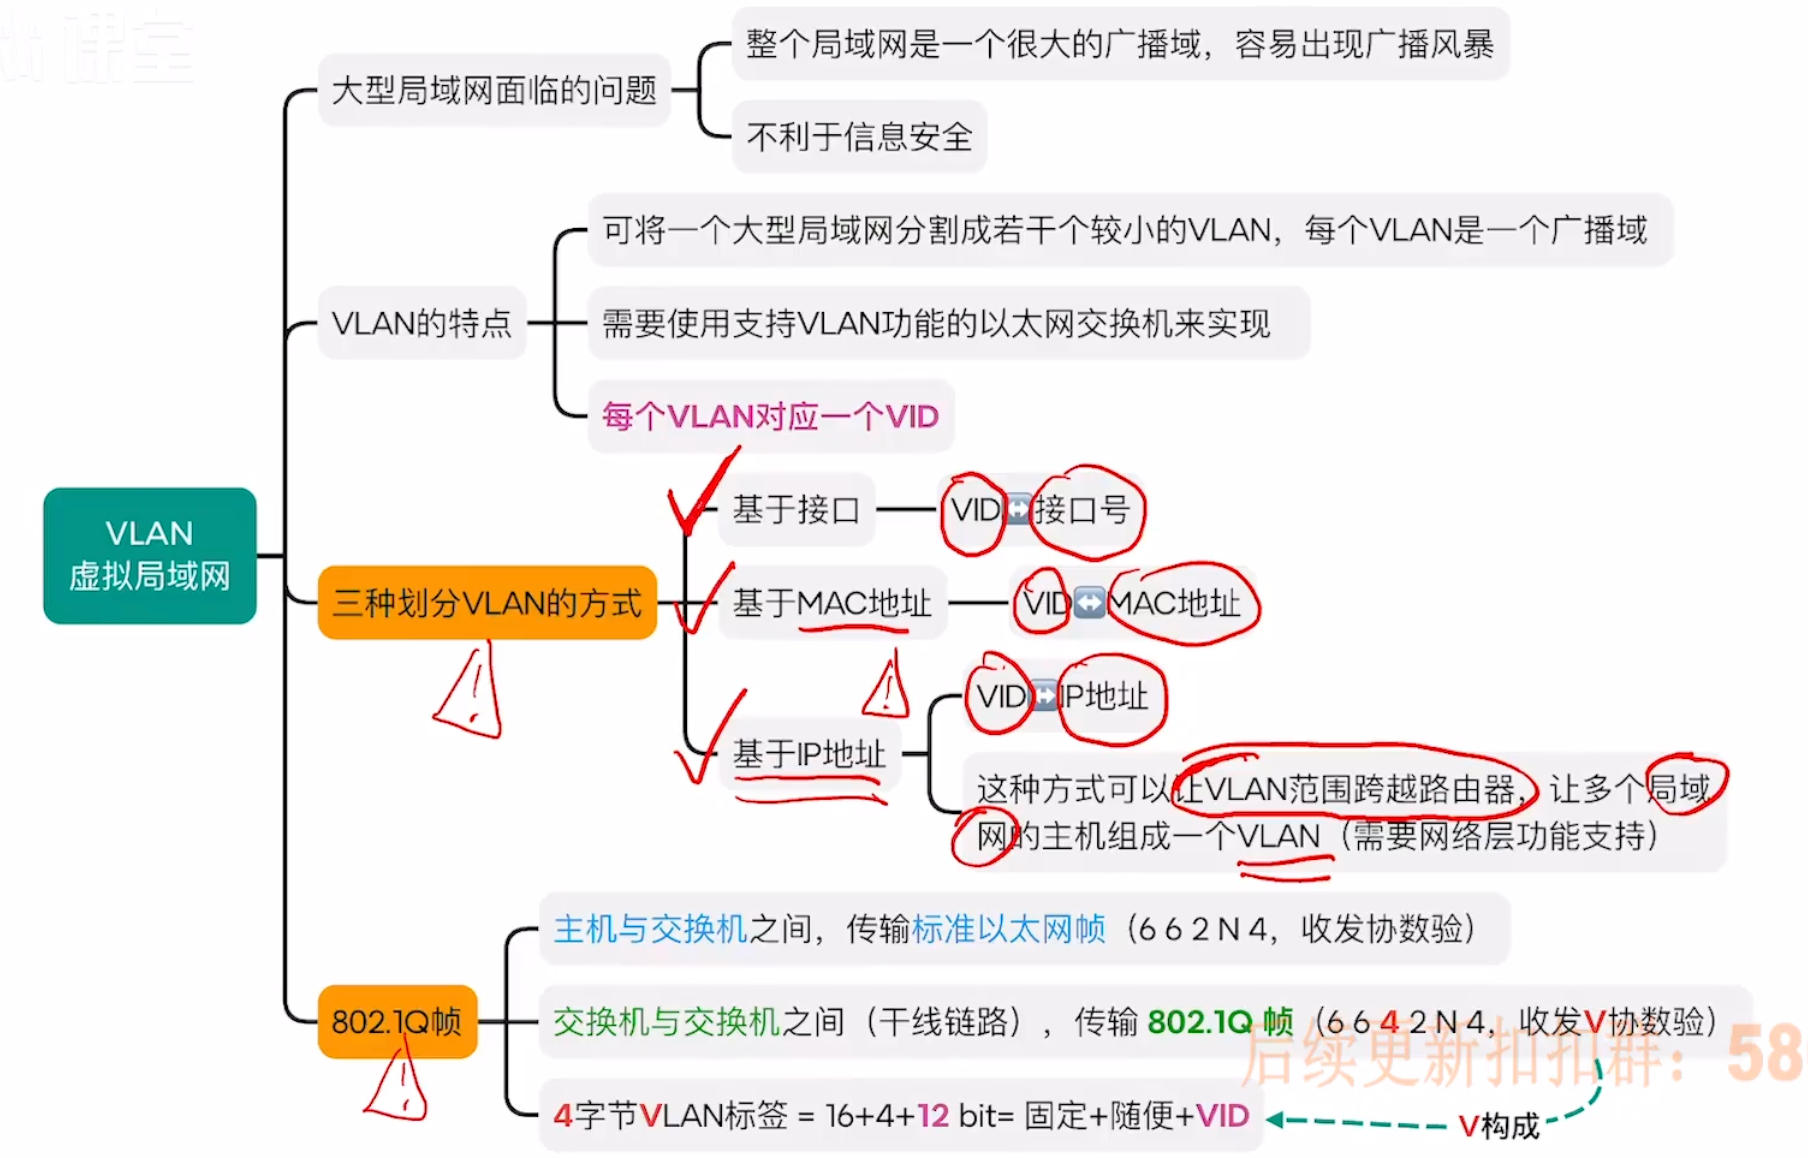 课堂
整个局域网是一个很大的广播域，容易出现广播风暴
大型局域网面临的问题
不利于信息安全
可将一个大型局域网分割成若干个较小的VLAN，每个VLAN是一个广播域
VLAN的特点
需要使用支持VLAN功能的以太网交换机来实现
每个VLAN对应一个VID
基于接口
VID↔接口号
VLAN
虚拟局域网
三种划分VLAN的方式
基于MAC地址
VID↔MAC地址
VID↔IP地址
基于IP地址
这种方式可以让VLAN范围跨越路由器，让多个局域
网的主机组成一个VLAN（需要网络层功能支持）
主机与交换机之间，传输标准以太网帧（6 6 2 N 4，收发协数验）
802.1Q帧
交换机与交换机之间（干线链路），传输 802.1Q 帧（6 6 4 2 N 4，收发V协数验）
后续更新扣扣群：58
4字节VLAN标签 = 16+4+12 bit= 固定+随便+VID
V构成